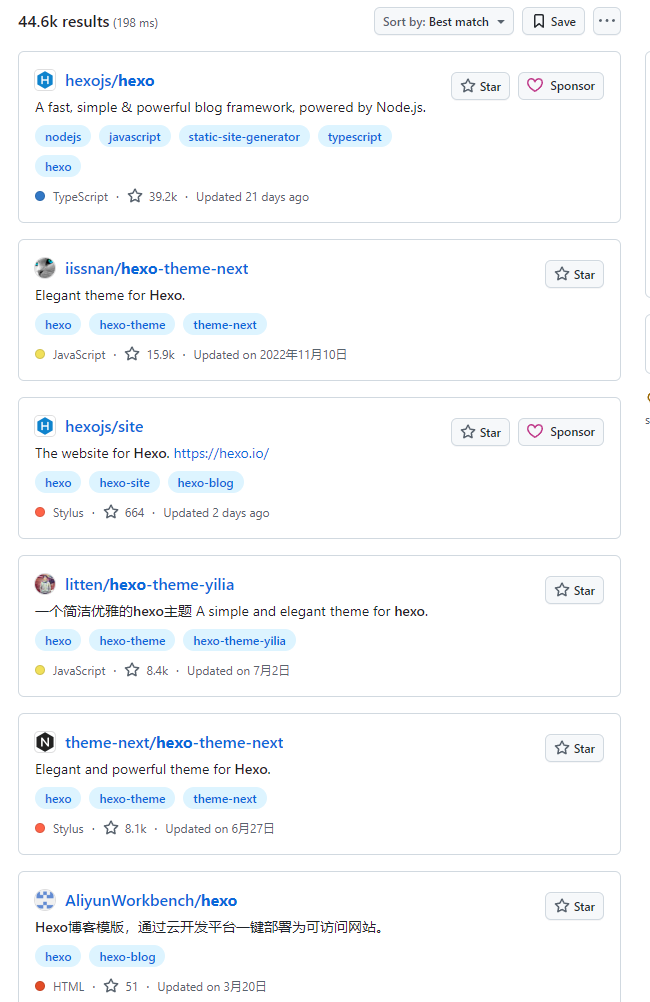 44.6k results (198 ms) Sort by: Best match Save
hexojs/hexo Star Sponsor
A fast, simple & powerful blog framework, powered by Node.js.
nodejs javascript static-site-generator typescript
hexo
TypeScript · 39.2k · Updated 21 days ago
iissnan/hexo-theme-next Star
Elegant theme for Hexo.
hexo hexo-theme theme-next
JavaScript · 15.9k · Updated on 2022年11月10日
hexojs/site Star Sponsor
The website for Hexo. https://hexo.io/
hexo hexo-site hexo-blog
Stylus · 664 · Updated 2 days ago
litten/hexo-theme-yilia Star
一个简洁优雅的hexo主题 A simple and elegant theme for hexo.
hexo hexo-theme hexo-theme-yilia
JavaScript · 8.4k · Updated on 7月2日
theme-next/hexo-theme-next Star
Elegant and powerful theme for Hexo.
hexo hexo-theme theme-next
Stylus · 8.1k · Updated on 6月27日
AliyunWorkbench/hexo Star
Hexo博客模版，通过云开发平台一键部署为可访问网站。
hexo hexo-blog
HTML · 51 · Updated on 3月20日